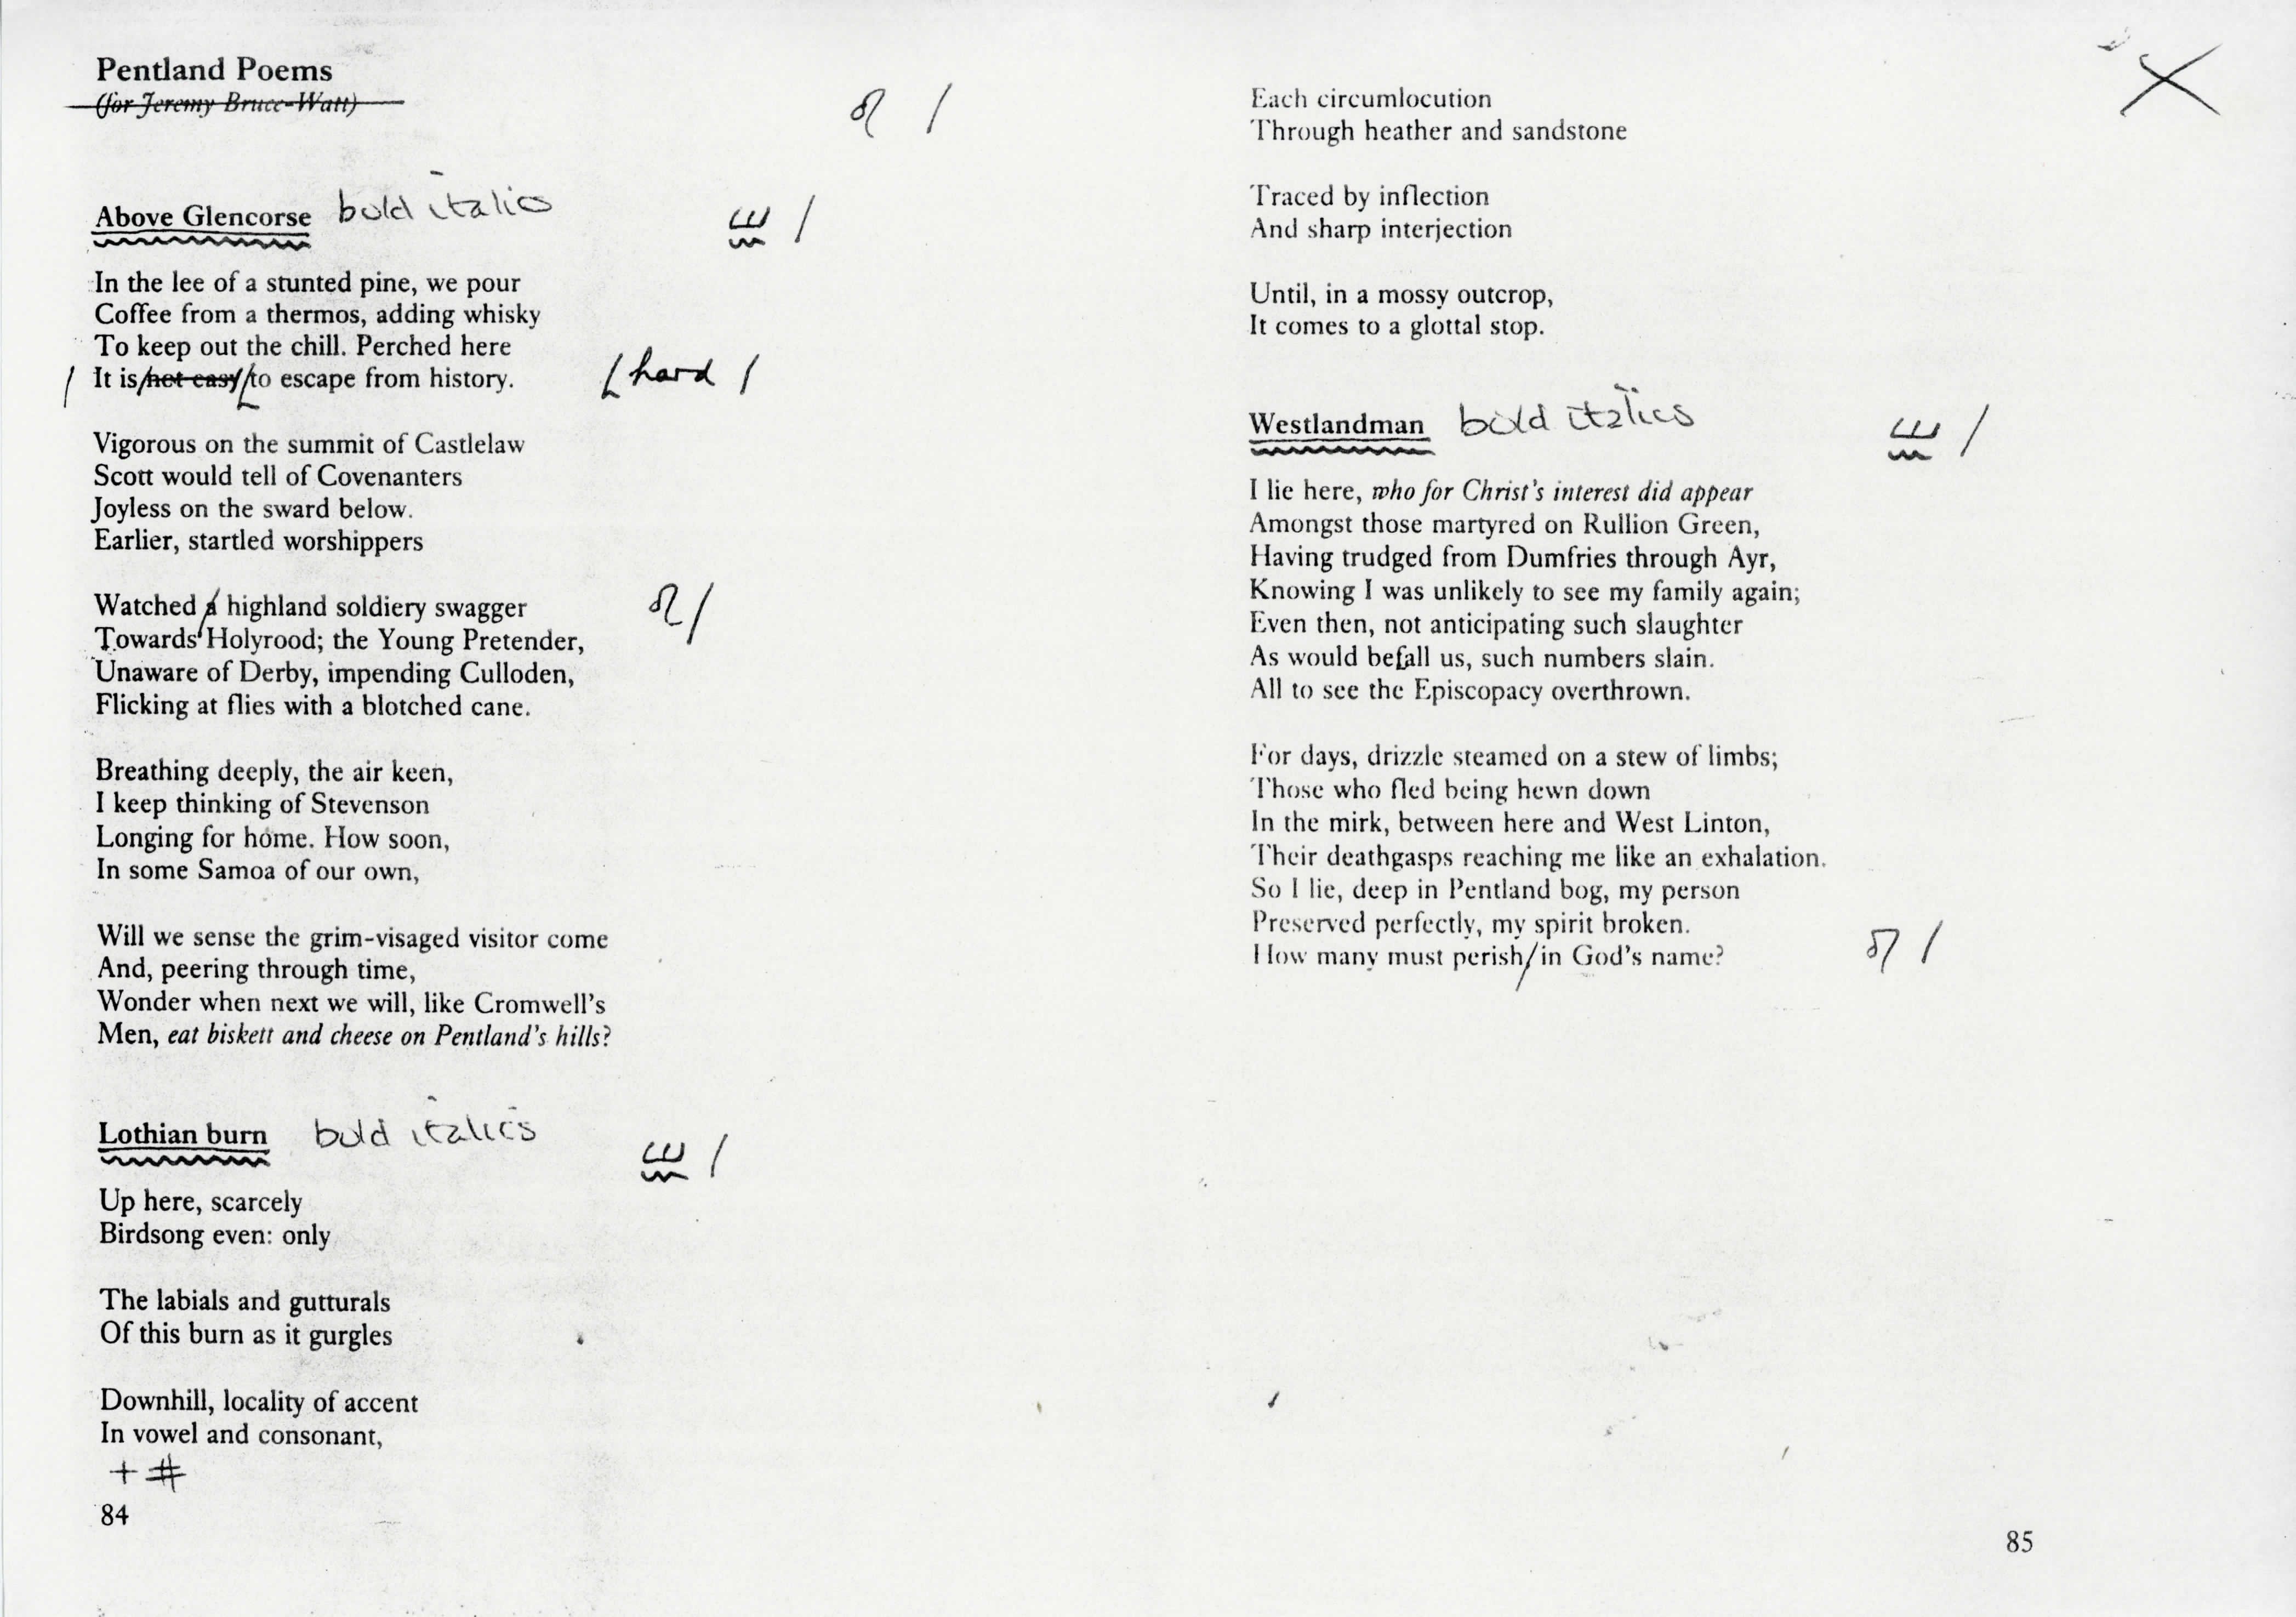 Pentland Poems
(for Jeremy Bruce-Watt)
Above Glencorse bold italics
In the lee of a stunted pine, we pour
Coffee from a thermos, adding whisky
To keep out the chill. Perched here
It is not easy to escape from history. hard
Vigorous on the summit of Castlelaw
Scott would tell of Covenanters
Joyless on the sward below.
Earlier, startled worshippers
Watched a highland soldiery swagger
Towards Holyrood; the Young Pretender,
Unaware of Derby, impending Culloden,
Flicking at flies with a blotched cane.
Breathing deeply, the air keen,
I keep thinking of Stevenson
Longing for home. How soon,
In some Samoa of our own,
Will we sense the grim-visaged visitor come
And, peering through time,
Wonder when next we will, like Cromwell's
Men, eat biskett and cheese on Pentland's hills?
Lothian burn bold italics
Up here, scarcely
Birdsong even: only
The labials and gutturals
Of this burn as it gurgles
Downhill, locality of accent
In vowel and consonant,
+ #
84
Each circumlocution
Through heather and sandstone
Traced by inflection
And sharp interjection
Until, in a mossy outcrop,
It comes to a glottal stop.
Westlandman bold italics
I lie here, who for Christ's interest did appear
Amongst those martyred on Rullion Green,
Having trudged from Dumfries through Ayr,
Knowing I was unlikely to see my family again;
Even then, not anticipating such slaughter
As would befall us, such numbers slain.
All to see the Episcopacy overthrown.
For days, drizzle steamed on a stew of limbs;
Those who fled being hewn down
In the mirk, between here and West Linton,
Their deathgasps reaching me like an exhalation.
So I lie, deep in Pentland bog, my person
Preserved perfectly, my spirit broken.
How many must perish, in God's name?
85